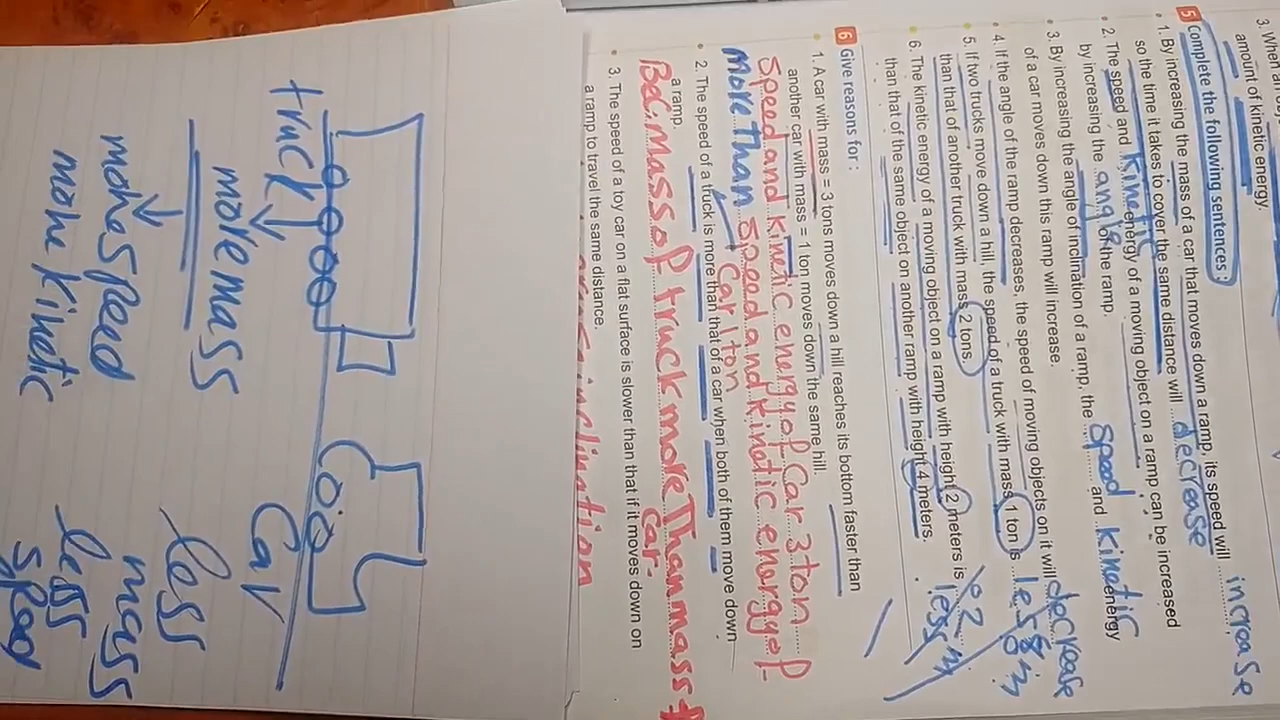 3. When an
amount of kinetic energy.
5 Complete the following sentences :
1. By increasing the mass of a car that moves down a ramp, its speed will increase
so the time it takes to cover the same distance will decrease
2. The speed and kinetic energy of a moving object on a ramp can be increased
by increasing the angle of the ramp.
3. By increasing the angle of inclination of a ramp, the speed and kinetic energy
of a car moves down this ramp will increase.
4. If the angle of the ramp decreases, the speed of moving objects on it will decrease
5. If two trucks move down a hill, the speed of a truck with mass 1 ton is less
than that of another truck with mass 2 tons.
6. The kinetic energy of a moving object on a ramp with height 2 meters is less
than that of the same object on another ramp with height 4 meters.
6 Give reasons for :
1. A car with mass = 3 tons moves down a hill reaches its bottom faster than
another car with mass = 1 ton moves down the same hill.
speed and kinetic energy of car 3 ton
more than speed and kinetic energy of
car 1 ton
2. The speed of a truck is more than that of a car when both of them move down
a ramp.
Bec. mass of truck more than mass of
car.
3. The speed of a toy car on a flat surface is slower than that if it moves down on
a ramp to travel the same distance.
inclination
truck
more mass
more speed
more kinetic
Car
less
mass
less